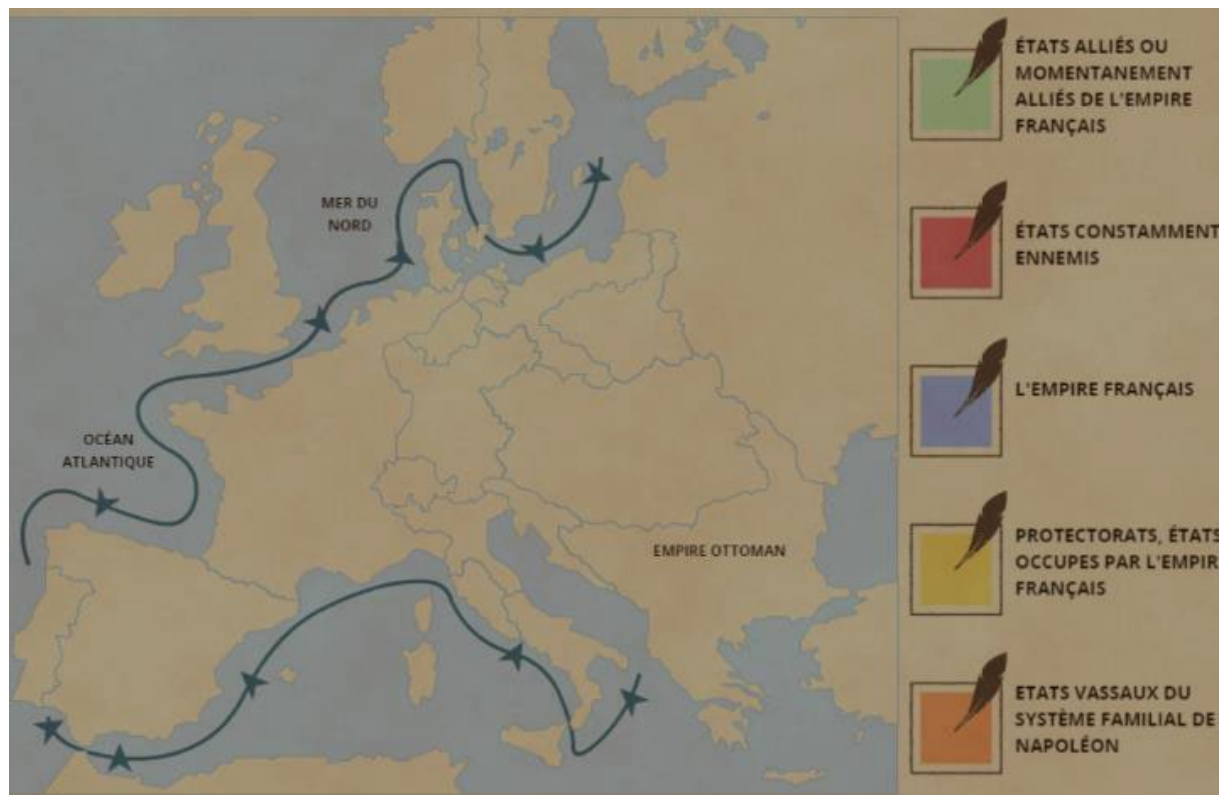 MER DU
NORD
OCÉAN
ATLANTIQUE
EMPIRE OTTOMAN
ÉTATS ALLIÉS OU
MOMENTANEMENT
ALLIÉS DE L'EMPIRE
FRANÇAIS
ÉTATS CONSTAMMENT
ENNEMIS
L'EMPIRE FRANÇAIS
PROTECTORATS, ÉTATS
OCCUPES PAR L'EMPIR
FRANÇAIS
ETATS VASSAUX DU
SYSTÈME FAMILIAL DE
NAPOLÉON